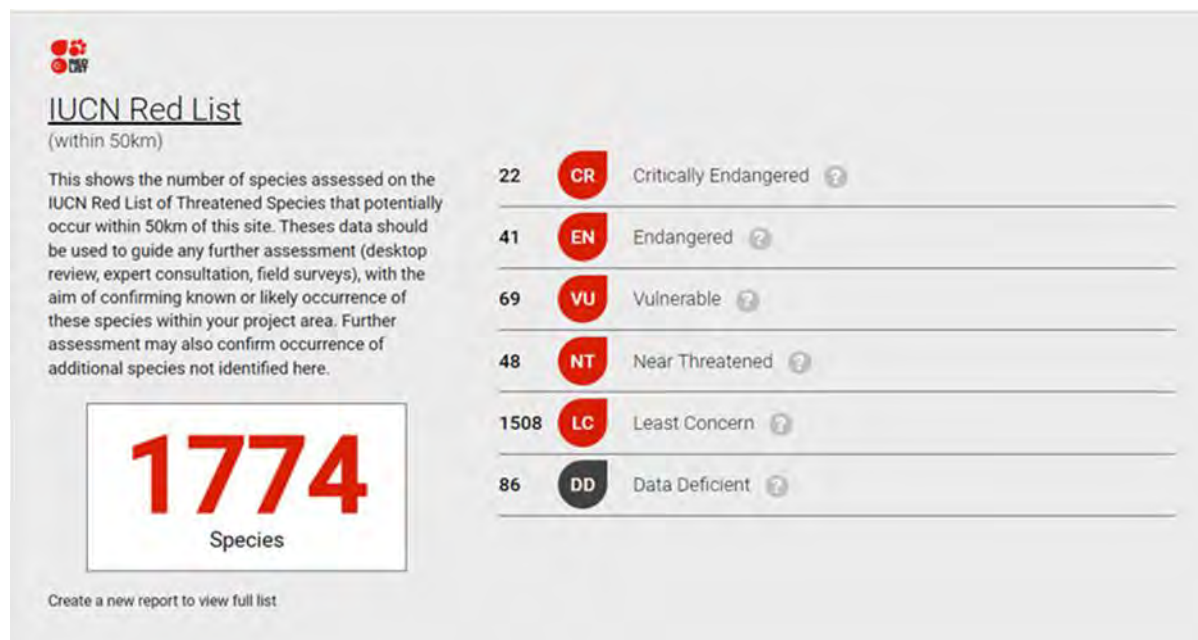 RED
LIST
IUCN Red List
(within 50km)
This shows the number of species assessed on the
IUCN Red List of Threatened Species that potentially
occur within 50km of this site. Theses data should
be used to guide any further assessment (desktop
review, expert consultation, field surveys), with the
aim of confirming known or likely occurrence of
these species within your project area. Further
assessment may also confirm occurrence of
additional species not identified here.
1774
Species
Create a new report to view full list
22 CR Critically Endangered ?
41 EN Endangered ?
69 VU Vulnerable ?
48 NT Near Threatened ?
1508 LC Least Concern ?
86 DD Data Deficient ?